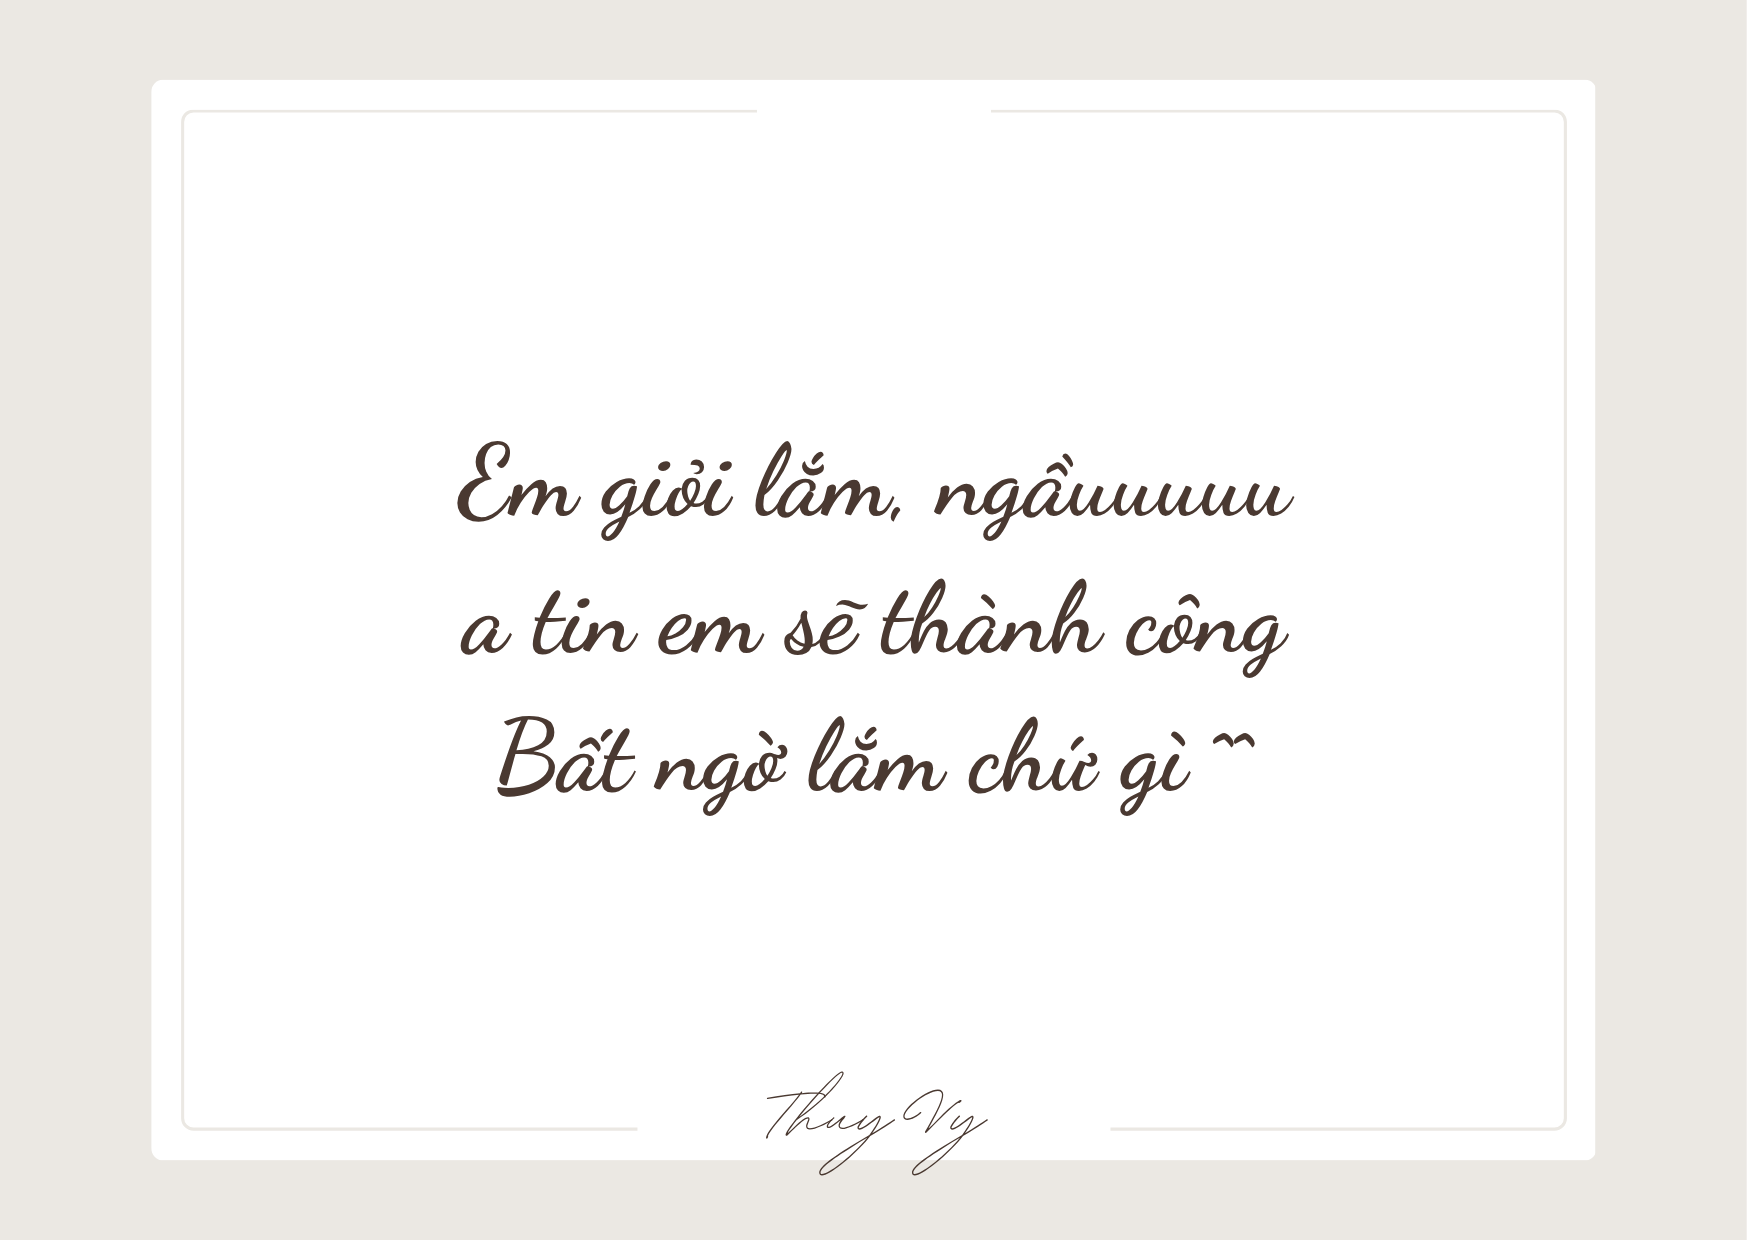 Em giỏi lắm, ngầuuuuu
a tin em sẽ thành công
Bất ngờ lắm chứ gì ^^
Thuy Vy